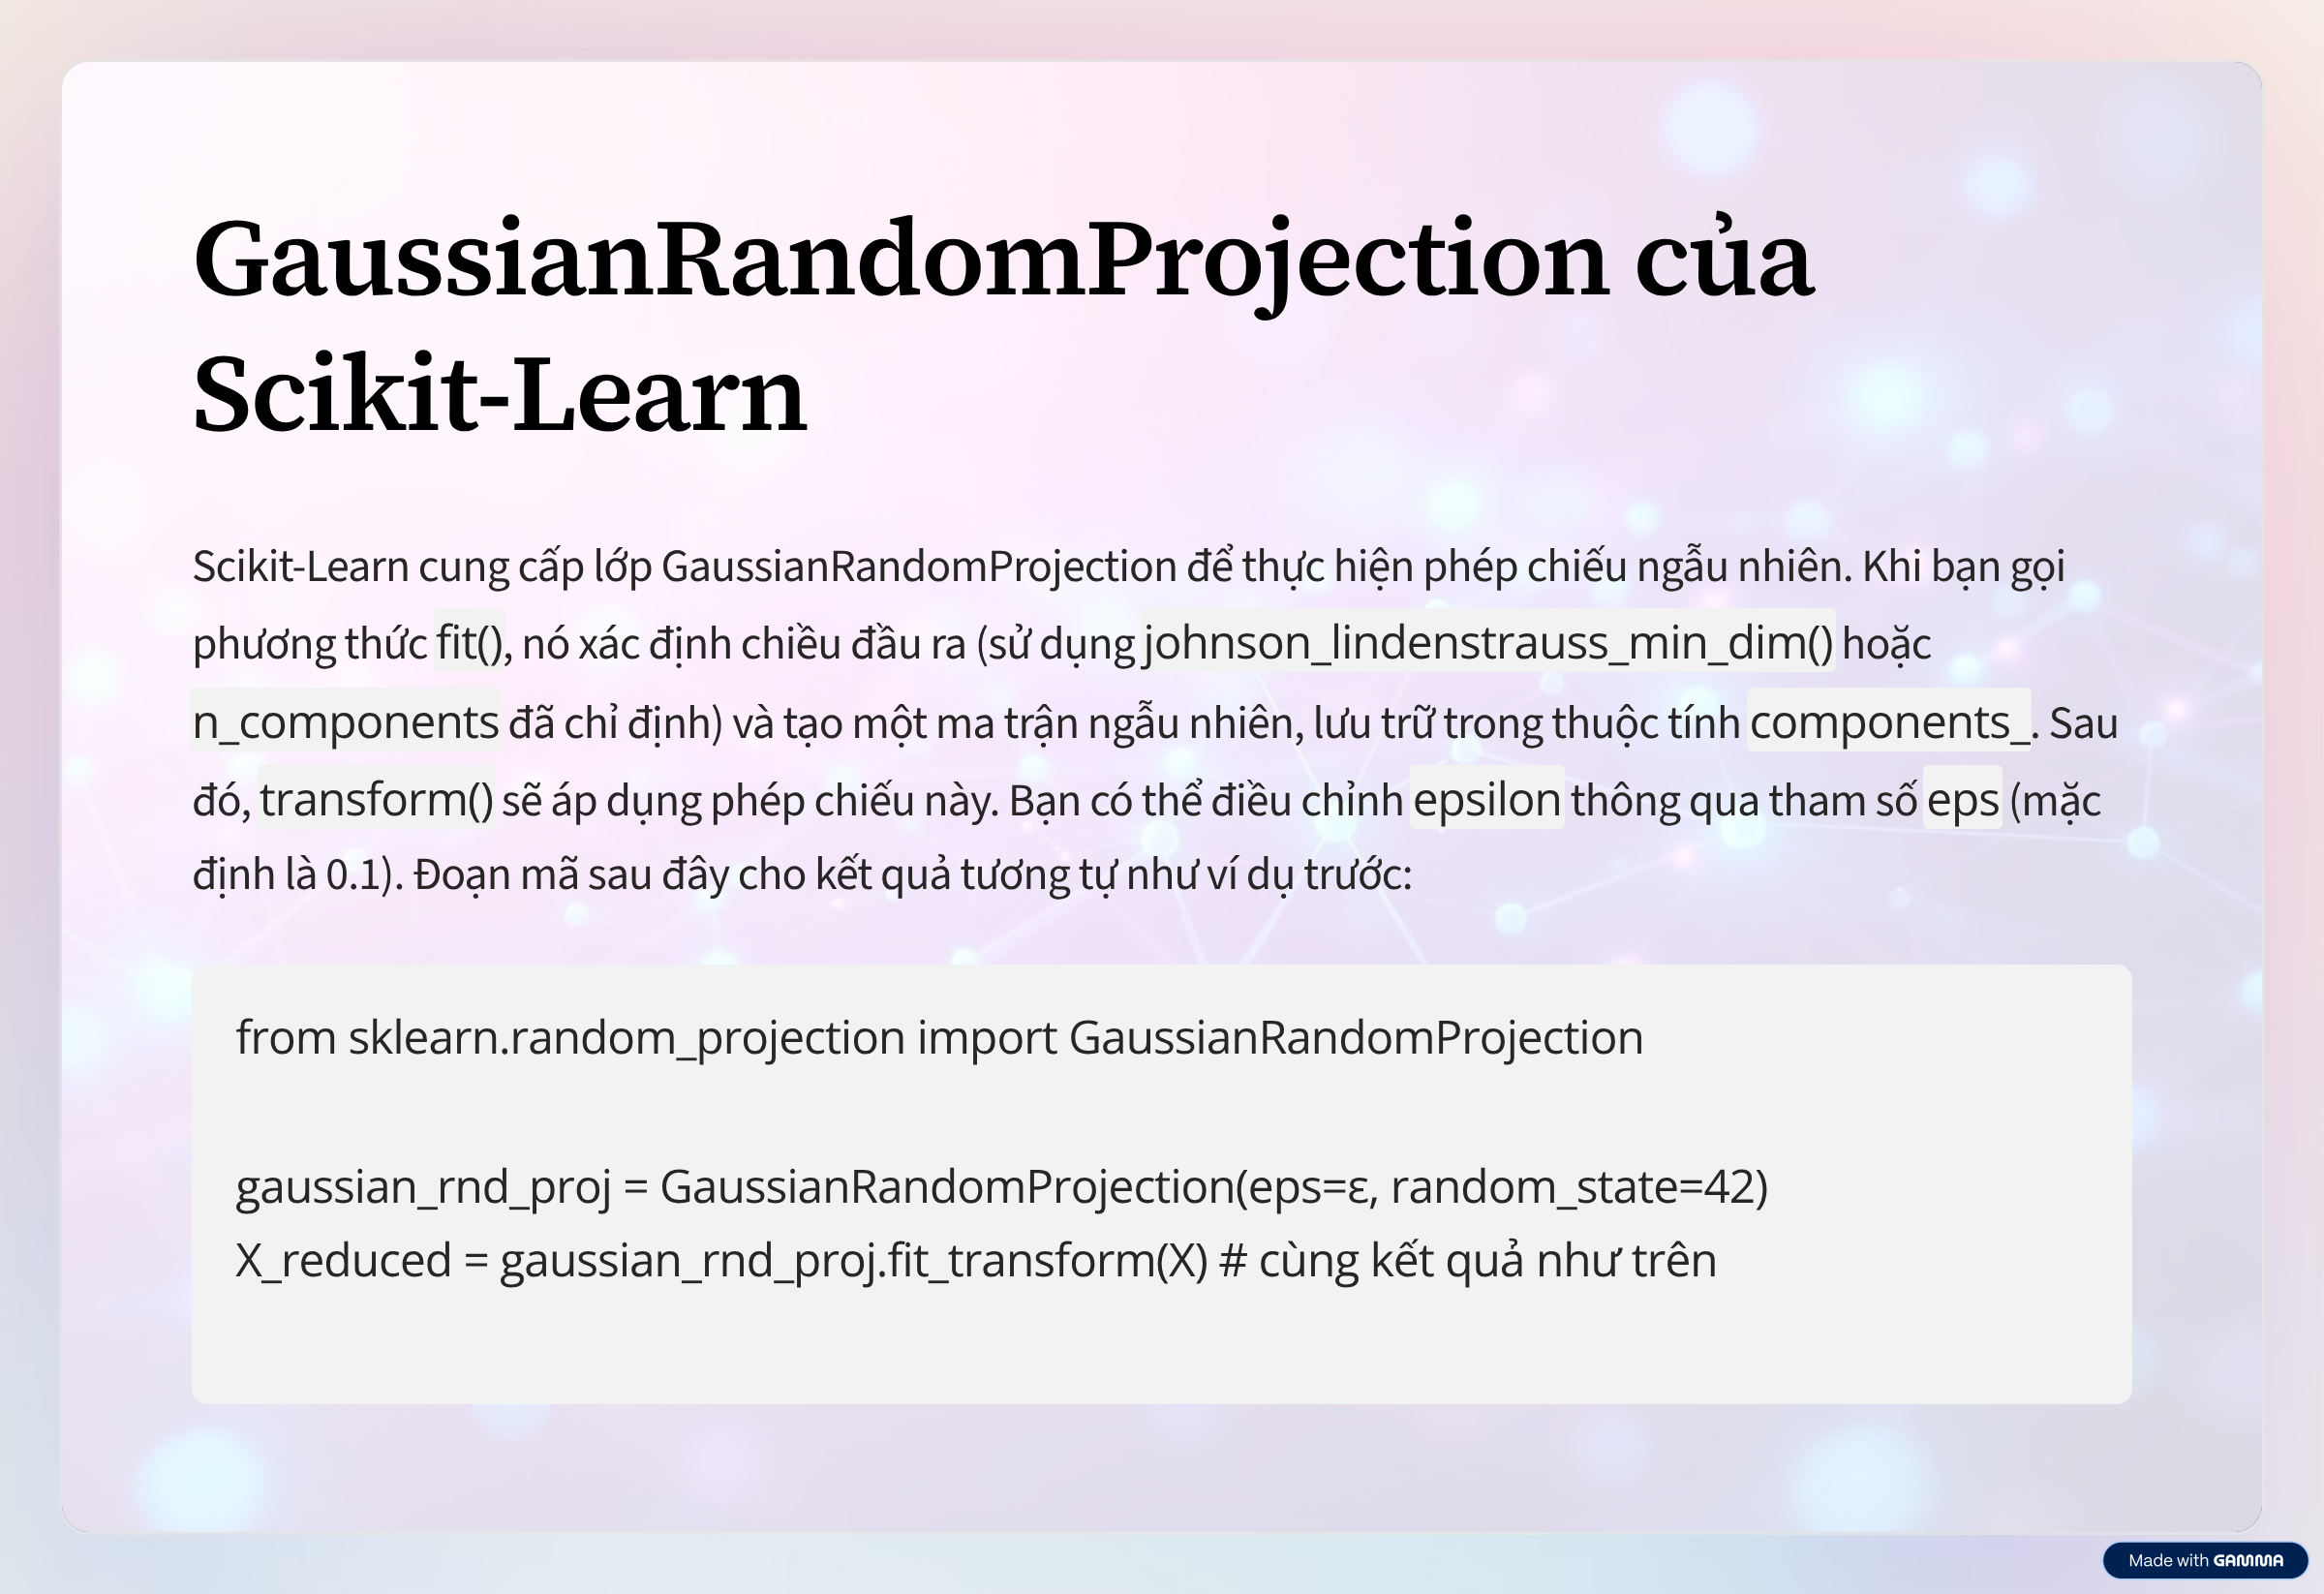 GaussianRandomProjection của
Scikit-Learn
Scikit-Learn cung cấp lớp GaussianRandomProjection để thực hiện phép chiếu ngẫu nhiên. Khi bạn gọi
phương thức fit(), nó xác định chiều đầu ra (sử dụng johnson_lindenstrauss_min_dim() hoặc
n_components đã chỉ định) và tạo một ma trận ngẫu nhiên, lưu trữ trong thuộc tính components_. Sau
đó, transform() sẽ áp dụng phép chiếu này. Bạn có thể điều chỉnh epsilon thông qua tham số eps (mặc
định là 0.1). Đoạn mã sau đây cho kết quả tương tự như ví dụ trước:
from sklearn.random_projection import GaussianRandomProjection
gaussian_rnd_proj = GaussianRandomProjection(eps=ε, random_state=42)
X_reduced = gaussian_rnd_proj.fit_transform(X) # cùng kết quả như trên
Made with GAMMA